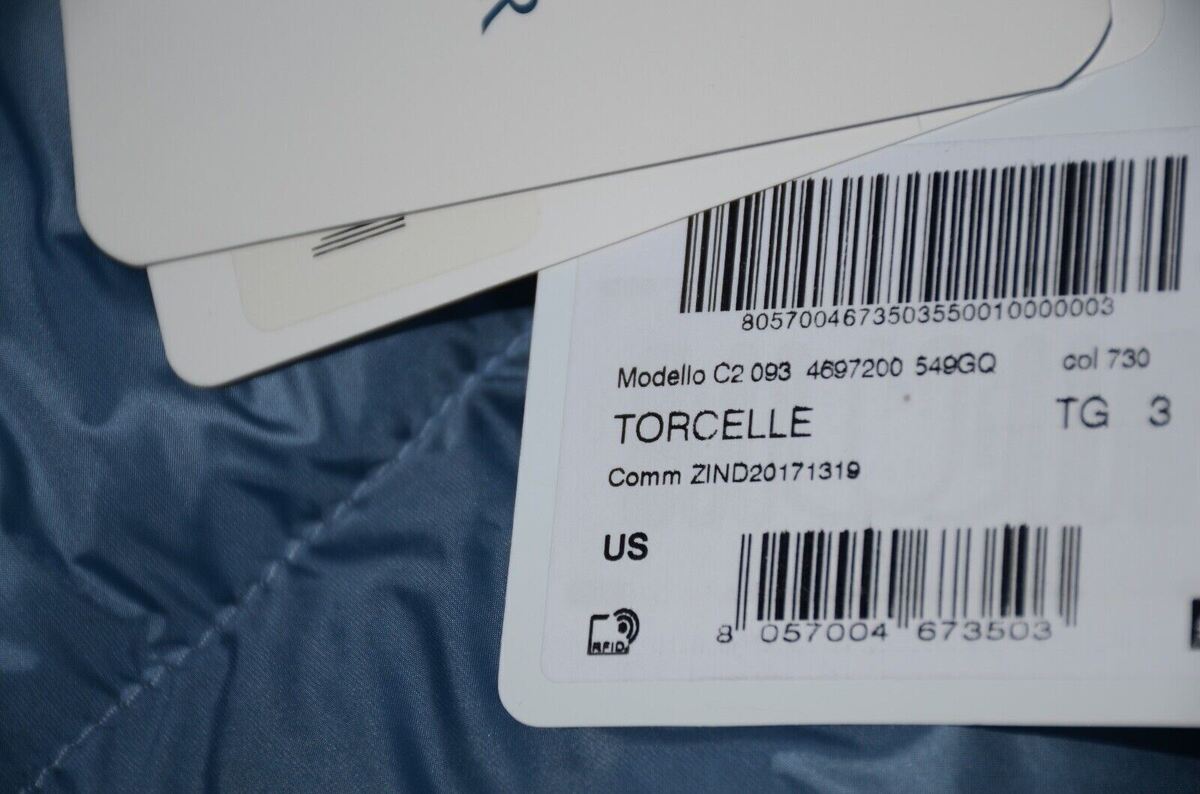 R
8057004673503550010000003
Modello C2 093 4697200 549GQ col 730
TORCELLE TG 3
Comm ZIND20171319
US
8 057004 673503
RFID